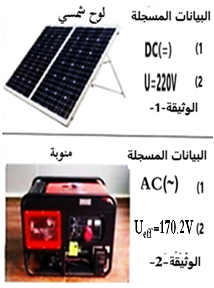 لوح شمسي
البيانات المسجلة
(1 DC(=)
(2 U=220V
الوثيقة-1-
منوبة
البيانات المسجلة
(1 AC(~)
(2 Ueff=170.2V
الوثيقة-2-